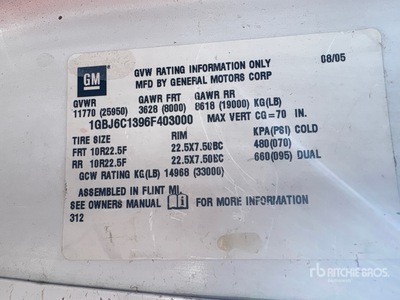 GM
GVW RATING INFORMATION ONLY 08/05
MFD BY GENERAL MOTORS CORP
GVWR GAWR FRT GAWR RR
11770 (25950) 3628 (8000) 8618 (19000) KG(LB)
1GBJ6C1396F403000 MAX VERT CG=70 IN.
TIRE SIZE RIM KPA(PSI) COLD
FRT 10R22.5F 22.5X7.50BC 480(070)
RR 10R22.5F 22.5X7.50BC 660(095) DUAL
GCW RATING KG(LB) 14968 (33000)
ASSEMBLED IN FLINT MI.
SEE OWNERS MANUAL FOR MORE INFORMATION
312
rb RITCHIE BROS